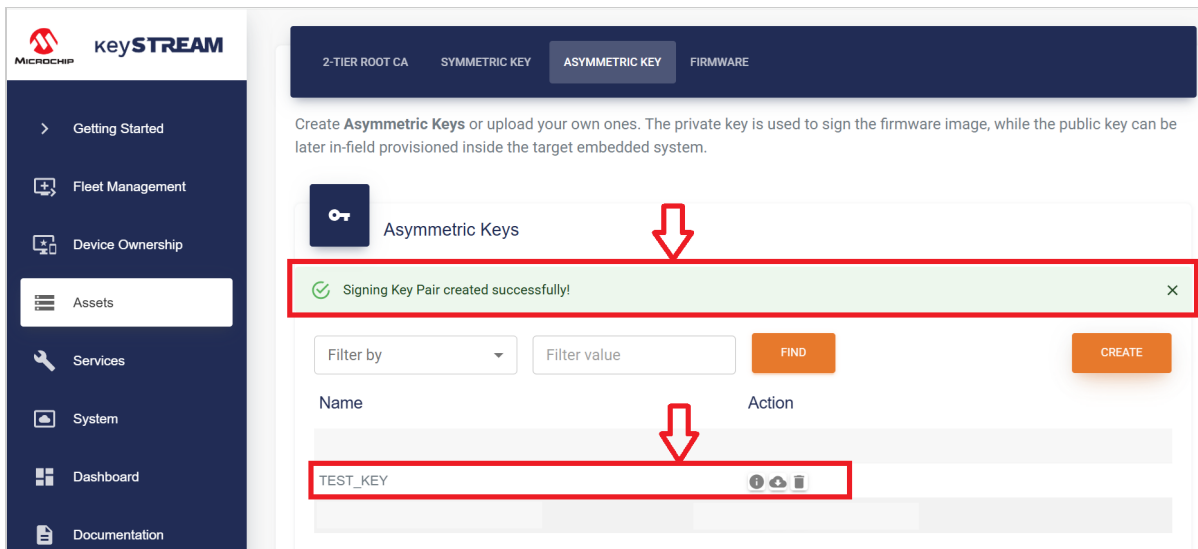 MICROCHIP
keySTREAM
Getting Started
Fleet Management
Device Ownership
Assets
Services
System
Dashboard
Documentation
2-TIER ROOT CA SYMMETRIC KEY ASYMMETRIC KEY FIRMWARE
Create Asymmetric Keys or upload your own ones. The private key is used to sign the firmware image, while the public key can be
later in-field provisioned inside the target embedded system.
Asymmetric Keys
Signing Key Pair created successfully!
Filter by Filter value FIND CREATE
Name Action
TEST_KEY